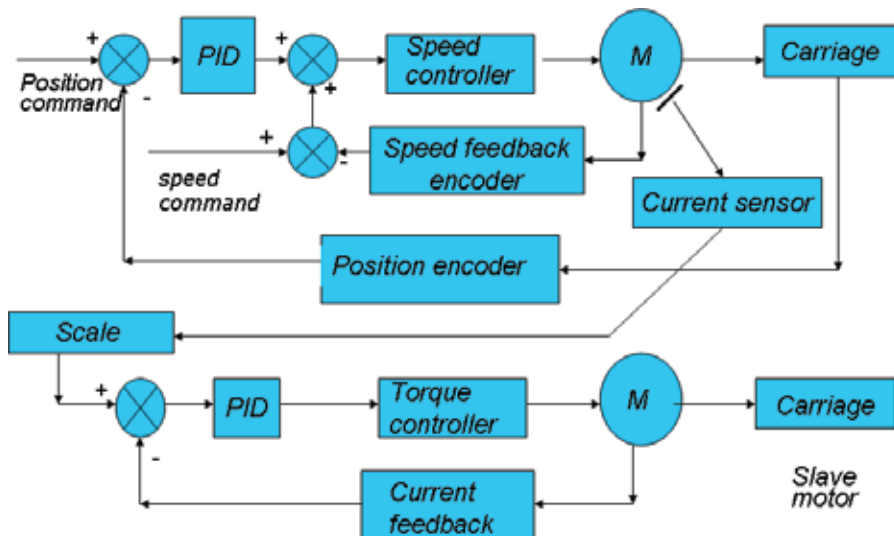 +
PID
+
Speed
controller
M
Carriage
Position
command
-
+
+
speed
command
-
Speed feedback
encoder
Current sensor
Position encoder
Scale
+
PID
Torque
controller
M
Carriage
-
Current
feedback
Slave
motor